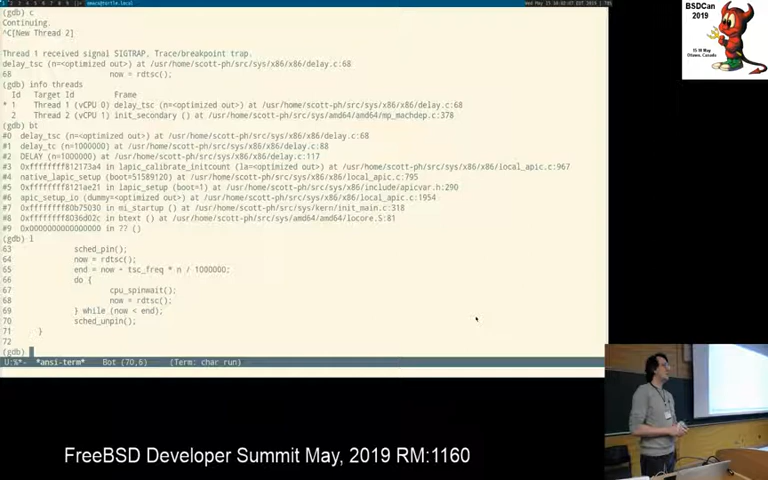 emacs@turtle.local
(gdb) c
Continuing.
^C[New Thread 2]
Thread 1 received signal SIGTRAP, Trace/breakpoint trap.
delay_tsc (n=<optimized out>) at /usr/home/scott-ph/src/sys/x86/x86/delay.c:68
68 now = rdtsc();
(gdb) info threads
Id Target Id Frame
* 1 Thread 1 (vCPU 0) delay_tsc (n=<optimized out>) at /usr/home/scott-ph/src/sys/x86/x86/delay.c:68
2 Thread 2 (vCPU 1) init_secondary () at /usr/home/scott-ph/src/sys/amd64/amd64/mp_machdep.c:378
(gdb) bt
#0 delay_tsc (n=<optimized out>) at /usr/home/scott-ph/src/sys/x86/x86/delay.c:68
#1 delay_tc (n=1000000) at /usr/home/scott-ph/src/sys/x86/x86/delay.c:88
#2 DELAY (n=1000000) at /usr/home/scott-ph/src/sys/x86/x86/delay.c:117
#3 0xffffffff812173a4 in lapic_calibrate_initcount (la=<optimized out>) at /usr/home/scott-ph/src/sys/x86/x86/local_apic.c:967
#4 native_lapic_setup (boot=51589120) at /usr/home/scott-ph/src/sys/x86/x86/local_apic.c:795
#5 0xffffffff8121ae21 in lapic_setup (boot=1) at /usr/home/scott-ph/src/sys/x86/include/apicvar.h:290
#6 apic_setup_io (dummy=<optimized out>) at /usr/home/scott-ph/src/sys/x86/x86/local_apic.c:1954
#7 0xffffffff80b75030 in mi_startup () at /usr/home/scott-ph/src/sys/kern/init_main.c:318
#8 0xffffffff8036d02c in btext () at /usr/home/scott-ph/src/sys/amd64/amd64/locore.S:81
#9 0x0000000000000000 in ?? ()
(gdb) l
63 sched_pin();
64 now = rdtsc();
65 end = now + tsc_freq * n / 1000000;
66 do {
67 cpu_spinwait();
68 now = rdtsc();
69 } while (now < end);
70 sched_unpin();
71 }
72
(gdb)
U:%*- *ansi-term* Bot (70,6) (Term: char run)
BSDCan
2019
15-18 May
Ottawa, Canada
FreeBSD Developer Summit May, 2019 RM:1160